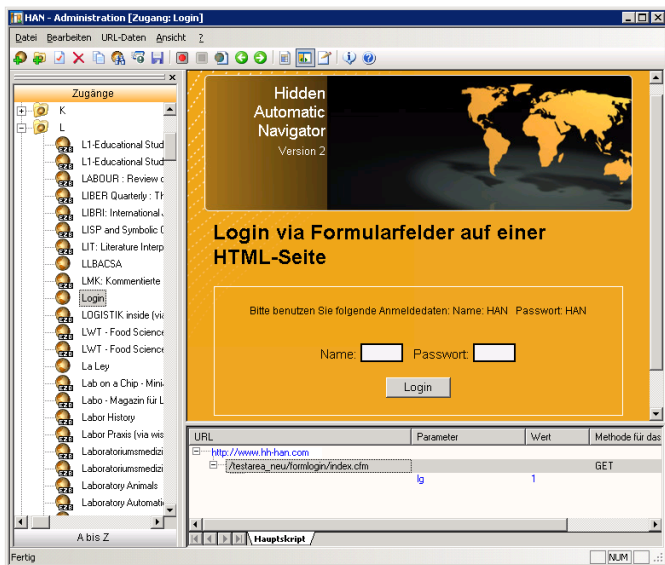 HAN - Administration [Zugang: Login]
Datei Bearbeiten URL-Daten Ansicht ?
Zugänge
K
L
L1-Educational Stud
L1-Educational Stud
LABOUR : Review o
LIBER Quarterly : Th
LIBRI: International J
LISP and Symbolic C
LIT: Literature Interp
LLBACSA
LMK: Kommentierte
Login
LOGISTIK inside (via
LWT - Food Science
LWT - Food Science
La Ley
Lab on a Chip - Mini
Labo - Magazin für L
Labor History
Labor Praxis (via wis
Laboratoriumsmedizi
Laboratoriumsmedizi
Laboratory Animals
Laboratory Automati
A bis Z
Hidden
Automatic
Navigator
Version 2
Login via Formularfelder auf einer
HTML-Seite
Bitte benutzen Sie folgende Anmeldedaten: Name: HAN Passwort: HAN
Name: Passwort:
Login
URL Parameter Wert Methode für das
http://www.hh-han.com
/testarea_neu/formlogin/index.cfm GET
lg 1
Hauptskript
Fertig NUM